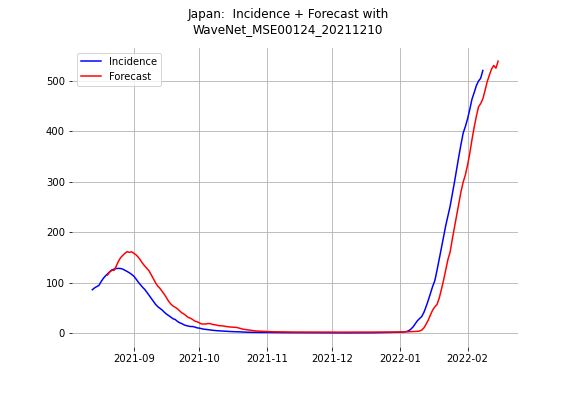 Japan:  Incidence + Forecast with
WaveNet_MSE00124_20211210
Incidence
Forecast
500
400
300
200
100
0
2021-09 2021-10 2021-11 2021-12 2022-01 2022-02